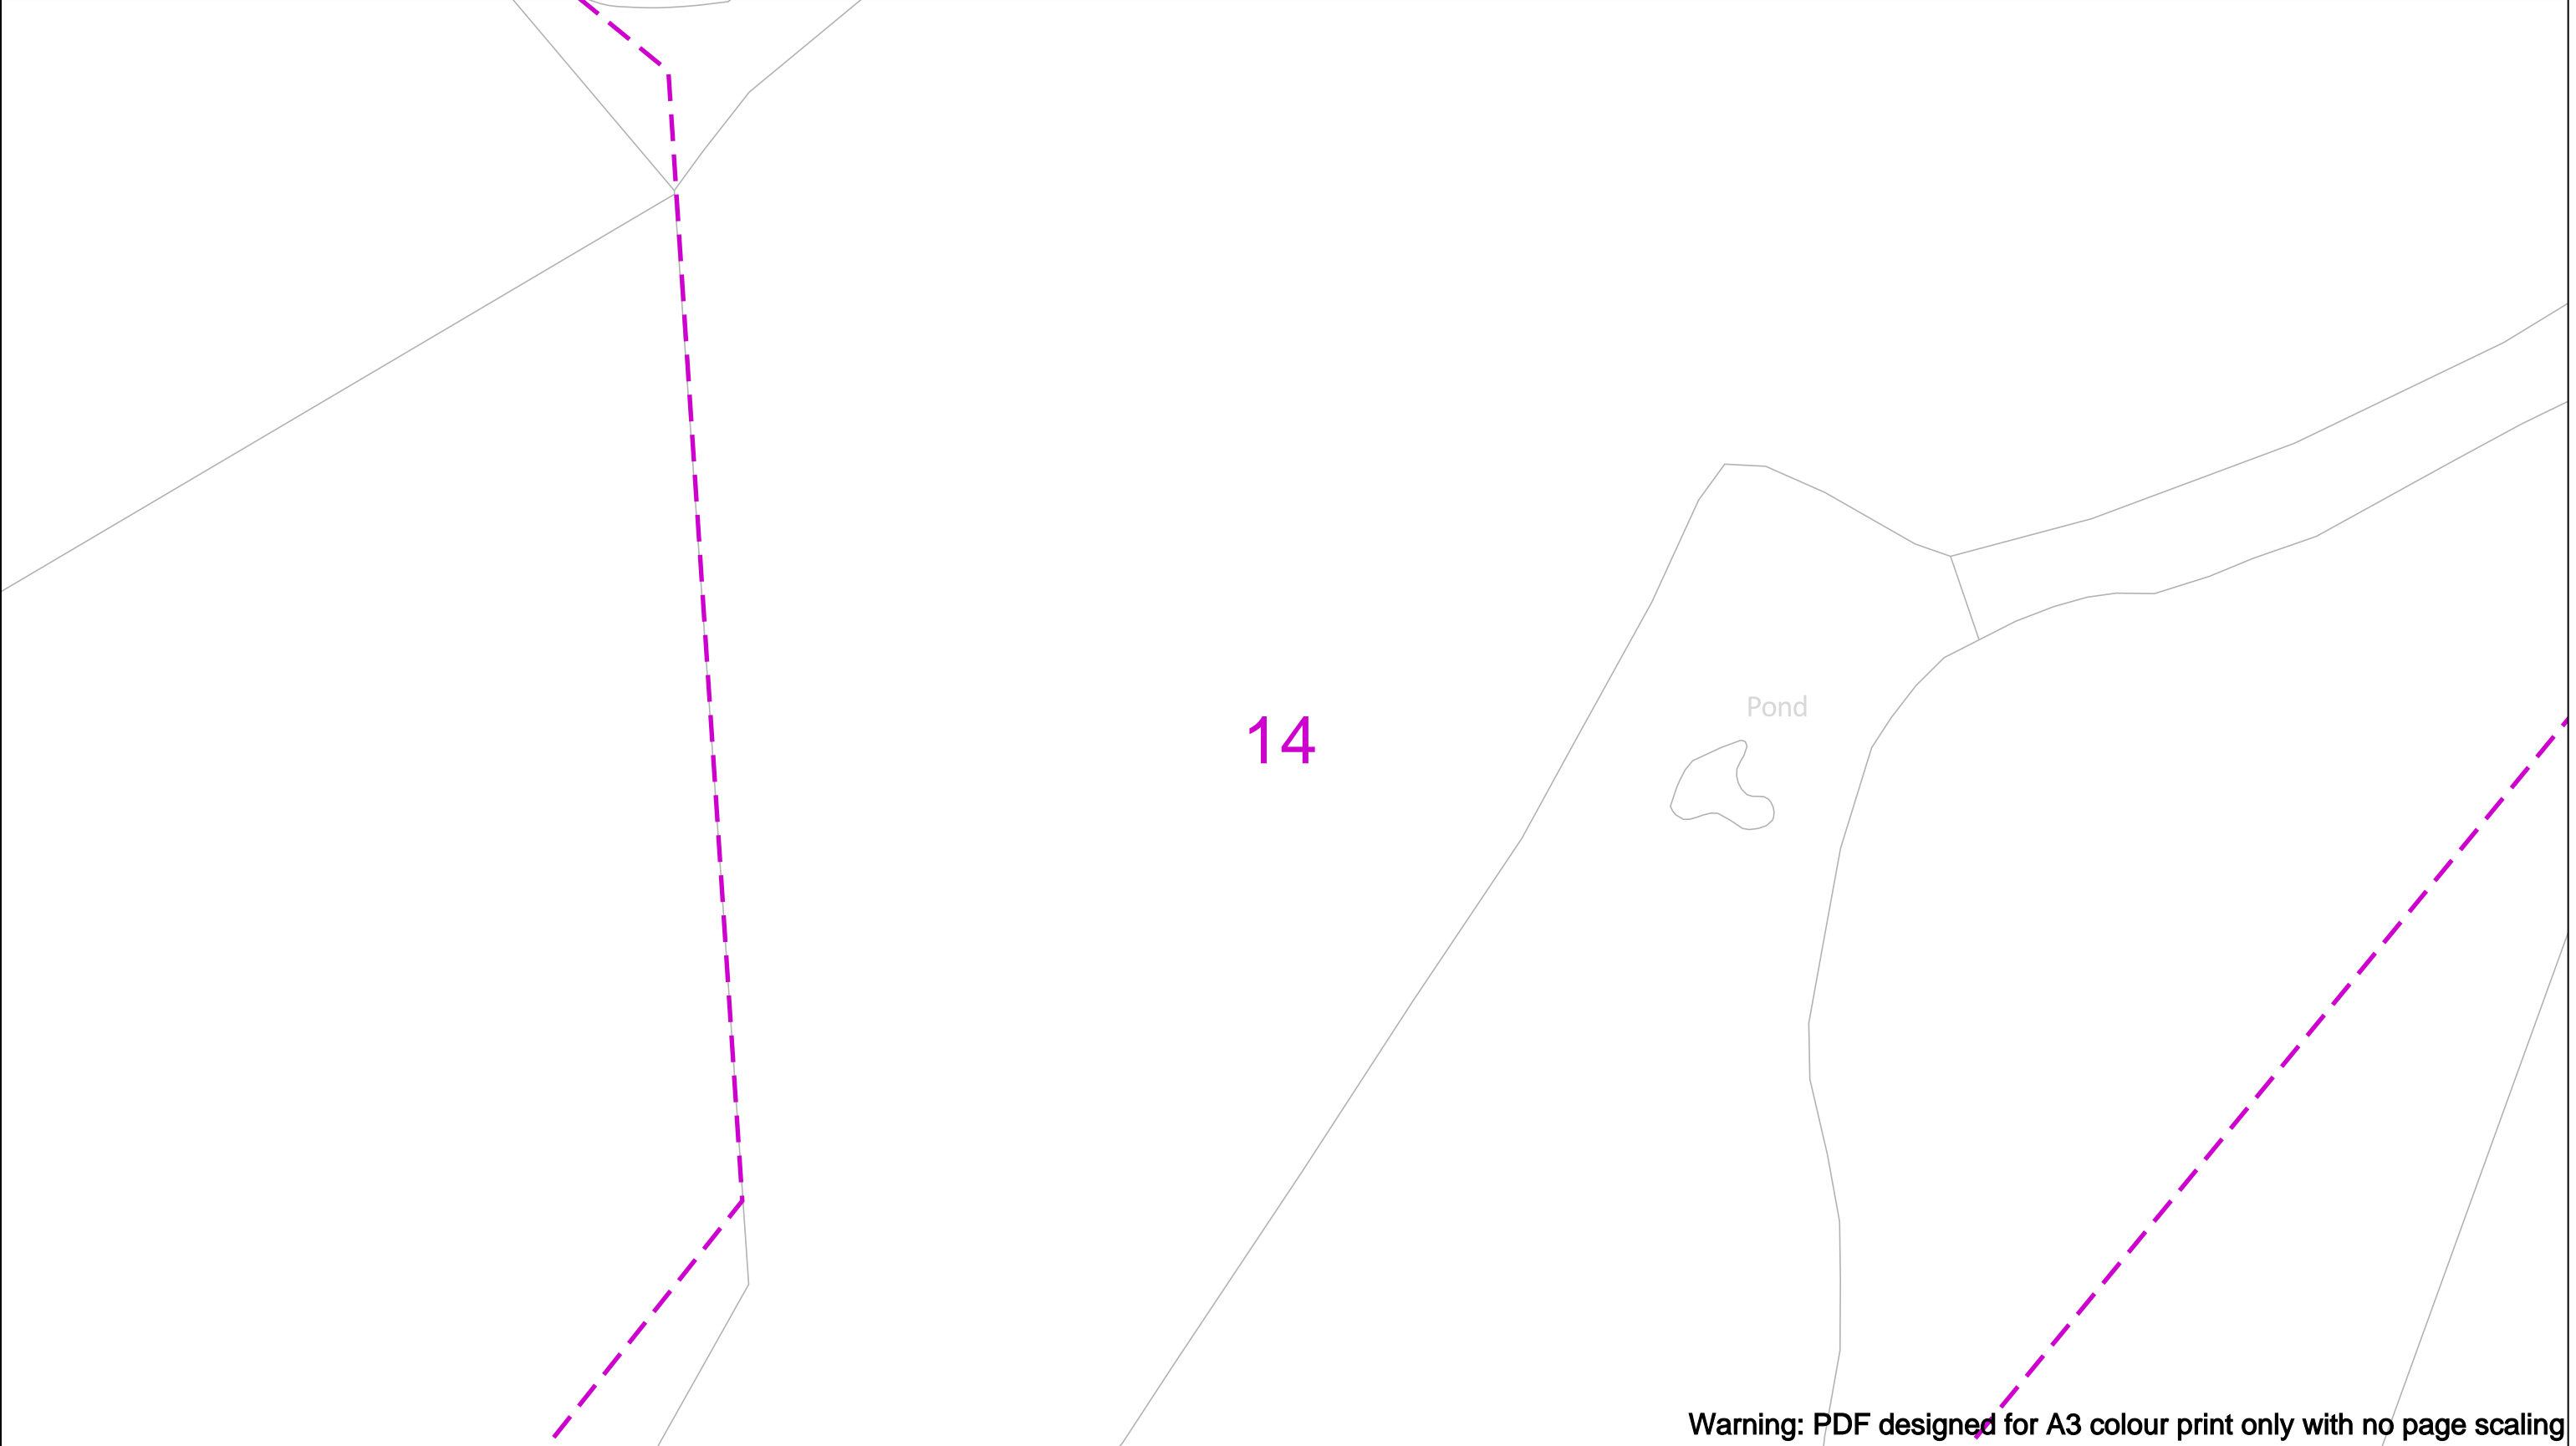 Pond
14
Warning: PDF designed for A3 colour print only with no page scaling